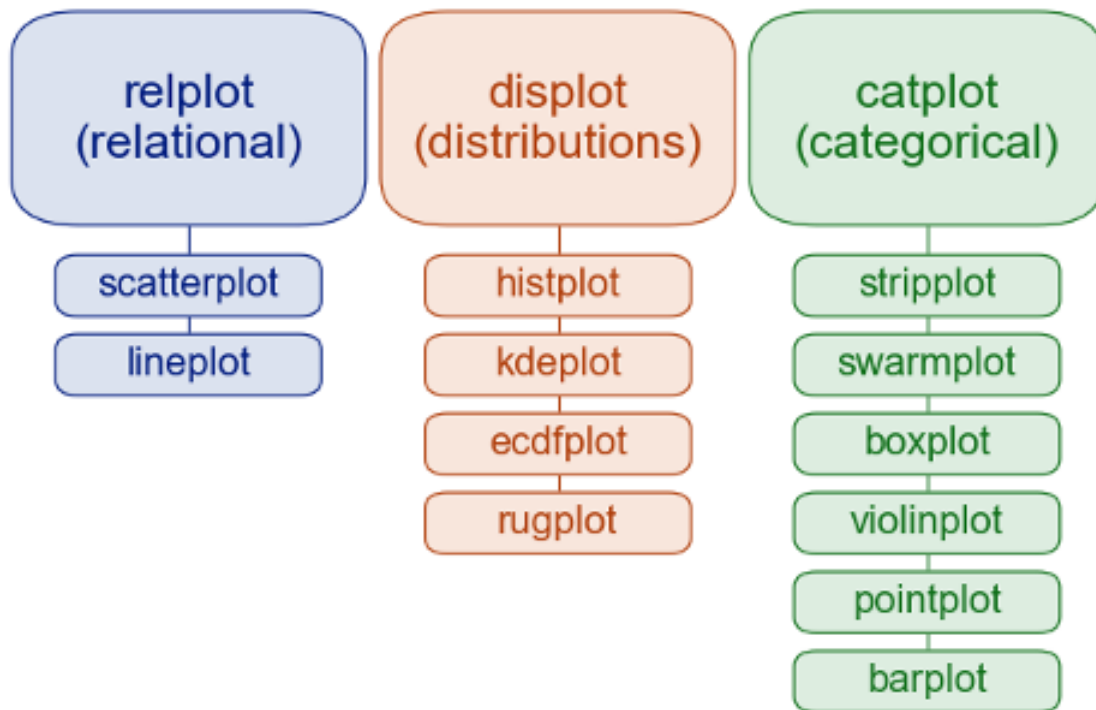 relplot
(relational)
scatterplot
lineplot
displot
(distributions)
histplot
kdeplot
ecdfplot
rugplot
catplot
(categorical)
stripplot
swarmplot
boxplot
violinplot
pointplot
barplot